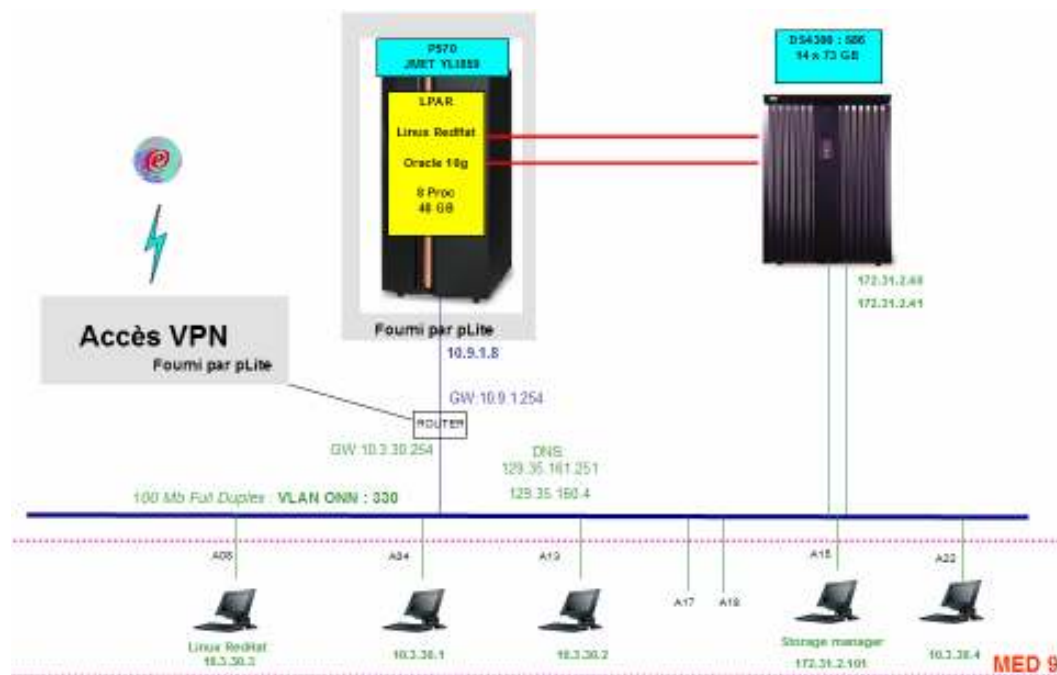 P570
JMET YLI859
LPAR
Linux RedHat
Oracle 10g
8 Proc
48 GB
14 x 73 GB
172.31.2.40
172.31.2.41
Accès VPN
Fourni par pLite
Fourni par pLite
10.9.1.8
GW:10.9.1.254
ROUTER
GW:10.3.30.254
DNS:
129.35.161.251
129.35.160.4
100 Mb Full Duplex : VLAN ONN : 330
A04
A13
A17
A18
A15
A22
Linux RedHat
10.3.30.3
10.3.30.1
10.3.30.2
Storage manager
172.31.2.101
10.3.30.4
MED 9